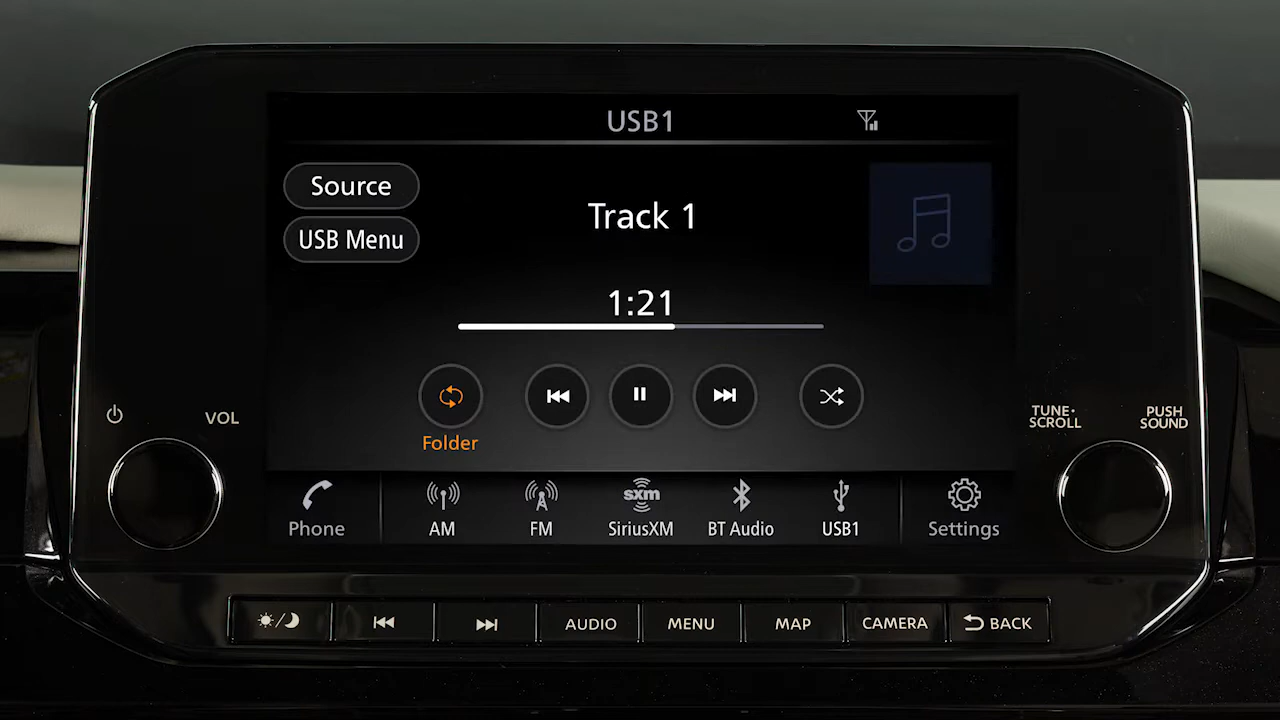 USB1
Source
USB Menu
Track 1
1:21
Folder
VOL
TUNE·
SCROLL
PUSH
SOUND
Phone
AM
FM
sxm
SiriusXM
BT Audio
USB1
Settings
AUDIO
MENU
MAP
CAMERA
BACK